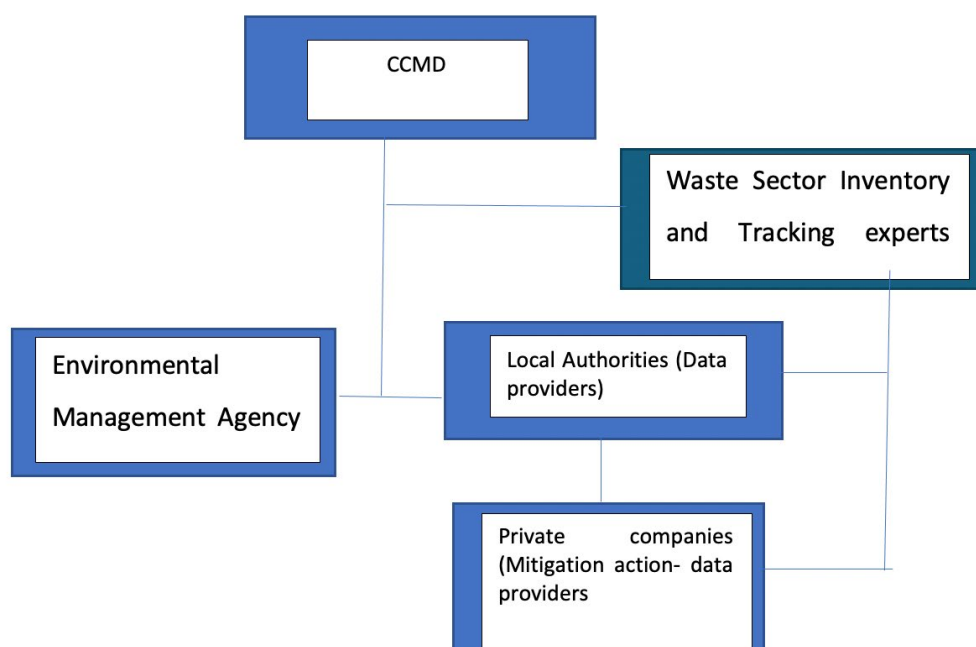 CCMD
Waste Sector Inventory
and Tracking experts
Environmental
Management Agency
Local Authorities (Data
providers)
Private companies
(Mitigation action- data
providers